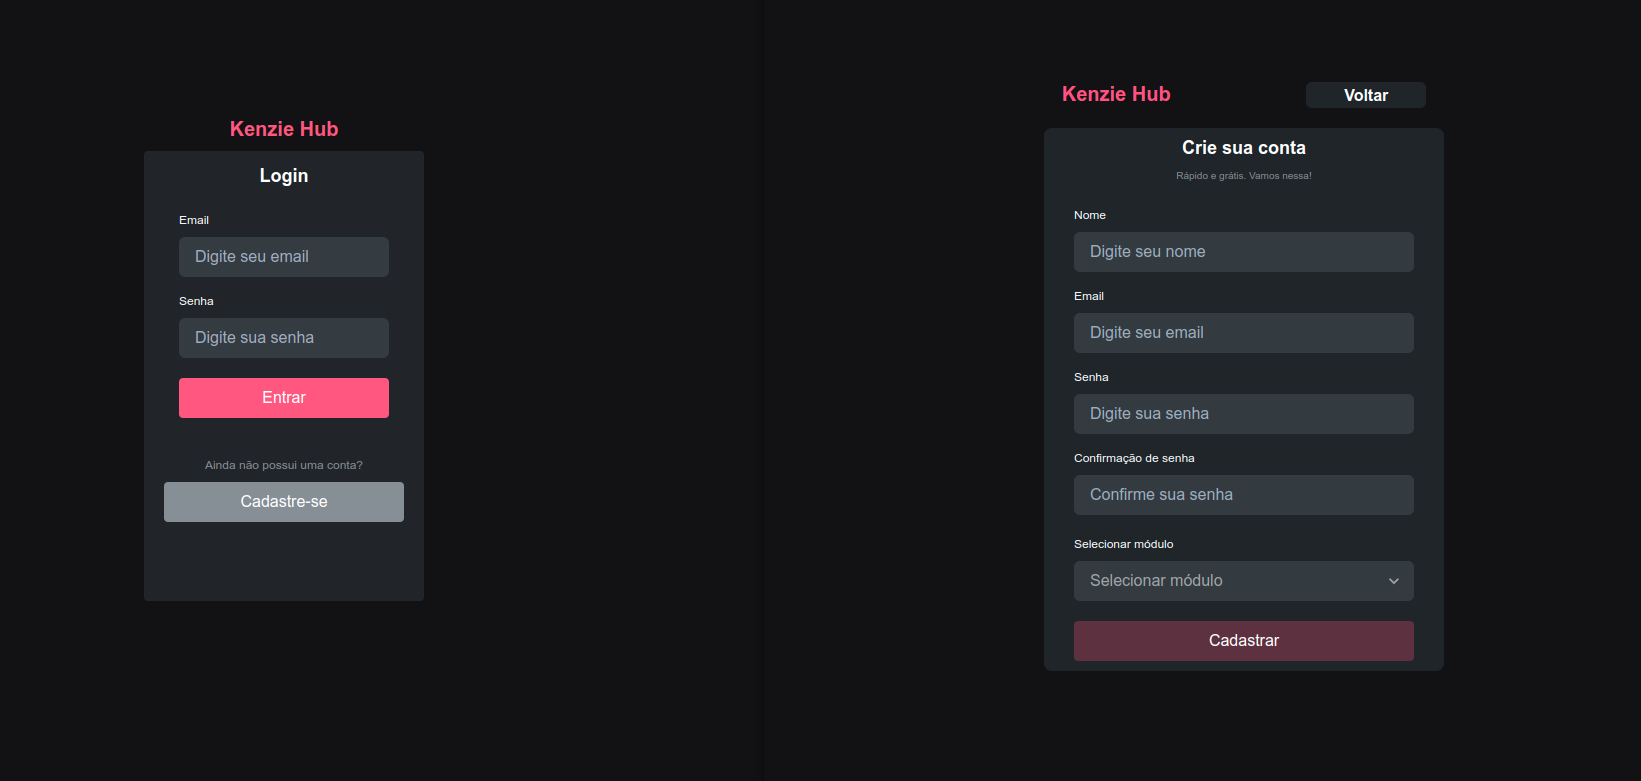 Kenzie Hub
Login
Email
Digite seu email
Senha
Digite sua senha
Entrar
Ainda não possui uma conta?
Cadastre-se
Kenzie Hub
Voltar
Crie sua conta
Rápido e grátis. Vamos nessa!
Nome
Digite seu nome
Email
Digite seu email
Senha
Digite sua senha
Confirmação de senha
Confirme sua senha
Selecionar módulo
Selecionar módulo
Cadastrar